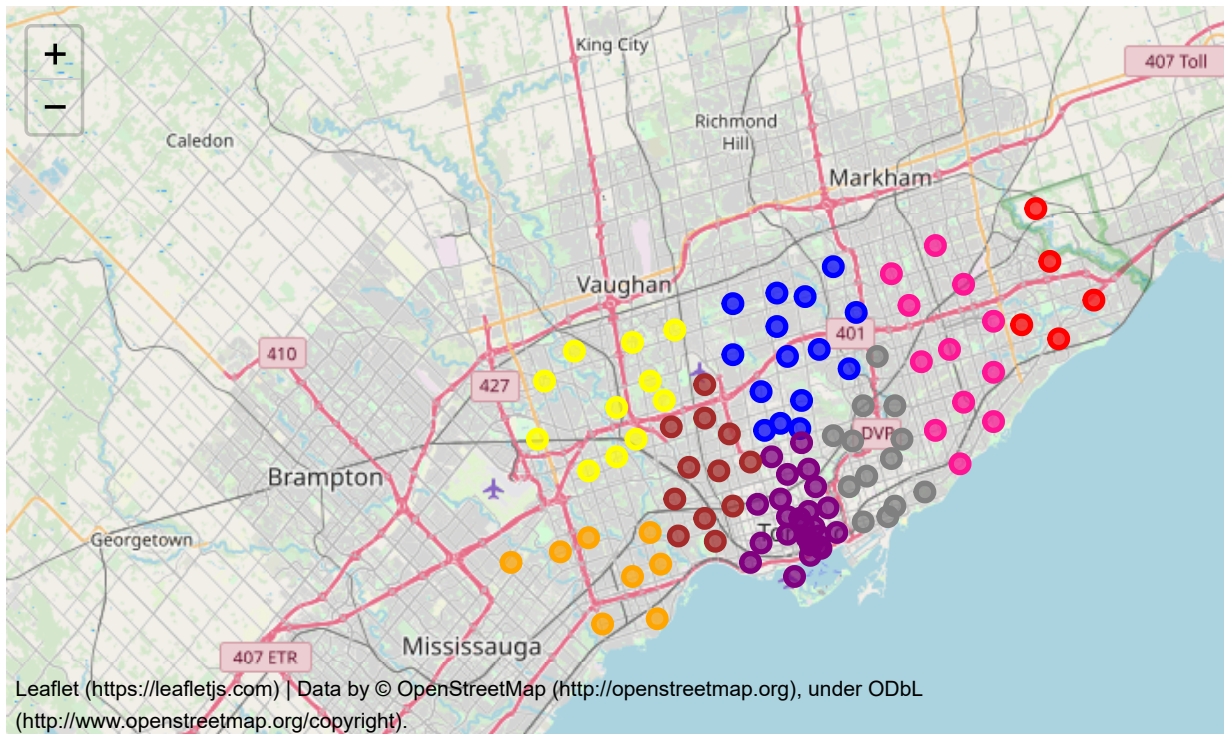 +
−
King City
407 Toll
Caledon
Richmond
Hill
Markham
Vaughan
401
410
427
DVP
Brampton
Georgetown
Mississauga
407 ETR
Leaflet (https://leafletjs.com) | Data by © OpenStreetMap (http://openstreetmap.org), under ODbL
(http://www.openstreetmap.org/copyright).